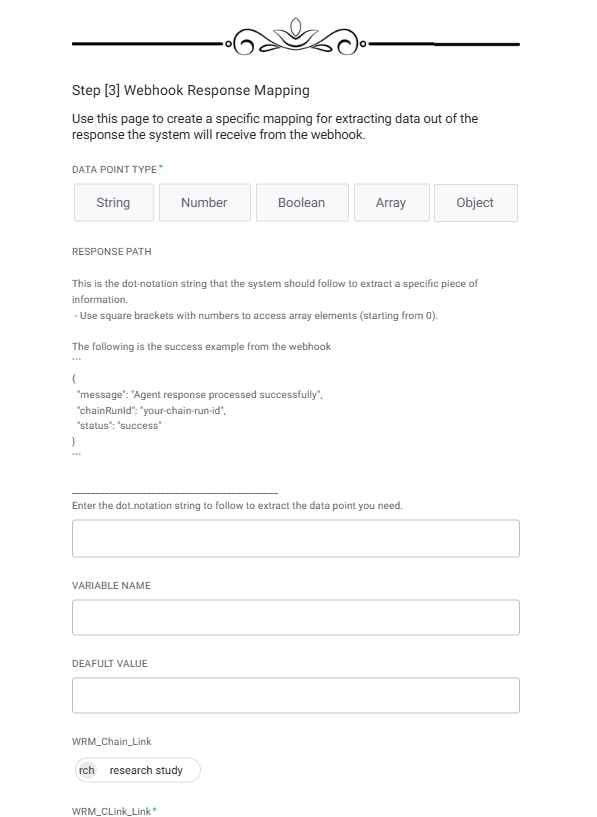 Step [3] Webhook Response Mapping
Use this page to create a specific mapping for extracting data out of the
response the system will receive from the webhook.
DATA POINT TYPE*
String Number Boolean Array Object
RESPONSE PATH
This is the dot-notation string that the system should follow to extract a specific piece of
information.
- Use square brackets with numbers to access array elements (starting from 0).
The following is the success example from the webhook
```
{
"message": "Agent response processed successfully",
"chainRunId": "your-chain-run-id",
"status": "success"
}
```
____________________________________________
Enter the dot.notation string to follow to extract the data point you need.
VARIABLE NAME
DEAFULT VALUE
WRM_Chain_Link
rch research study
WRM_CLink_Link*